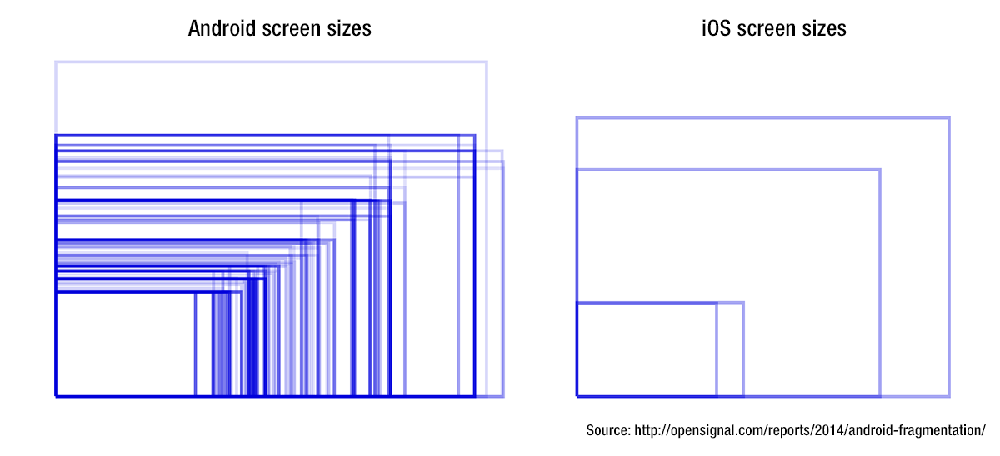 Android screen sizes
iOS screen sizes
Source: http://opensignal.com/reports/2014/android-fragmentation/